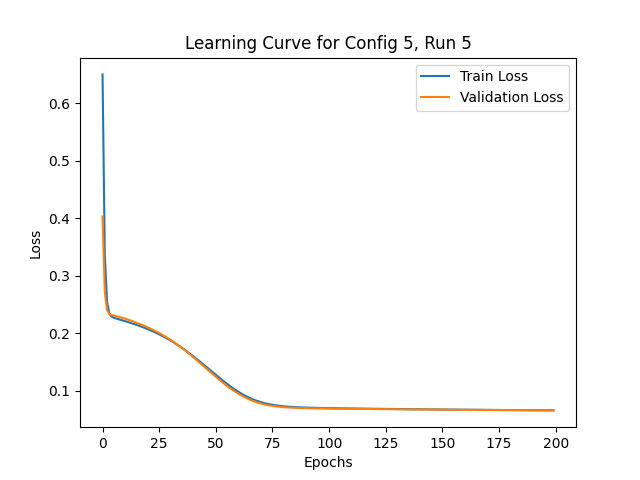 Learning Curve for Config 5, Run 5
Train Loss
Validation Loss
0.6
0.5
0.4
0.3
0.2
0.1
Loss
0 25 50 75 100 125 150 175 200
Epochs